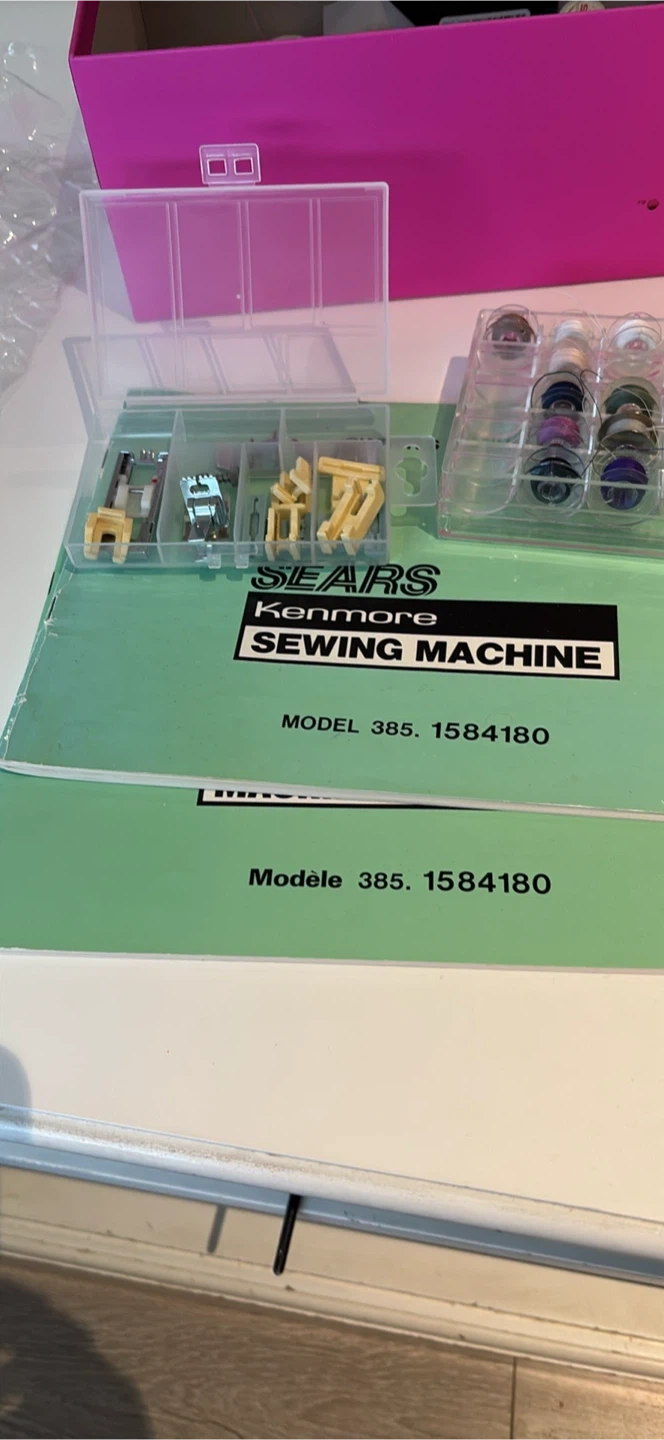 SEARS
Kenmore
SEWING MACHINE
MODEL 385. 1584180
Modèle 385. 1584180